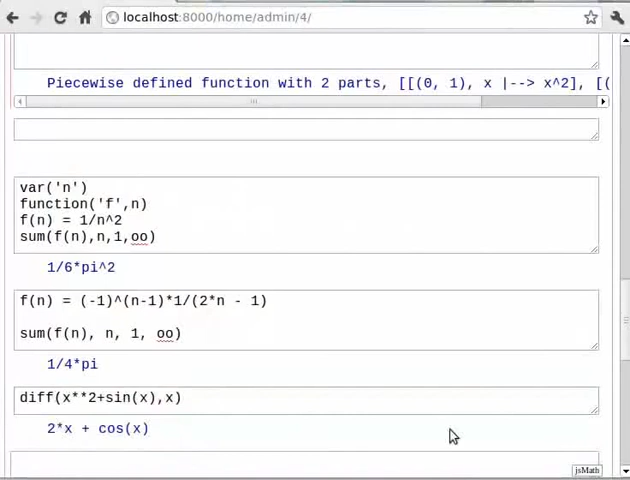 localhost:8000/home/admin/4/
Piecewise defined function with 2 parts, [[(0, 1), x |--> x^2], [(
var('n')
function('f',n)
f(n) = 1/n^2
sum(f(n),n,1,oo)
1/6*pi^2
f(n) = (-1)^(n-1)*1/(2*n - 1)
sum(f(n), n, 1, oo)
1/4*pi
diff(x**2+sin(x),x)
2*x + cos(x)
jsMath